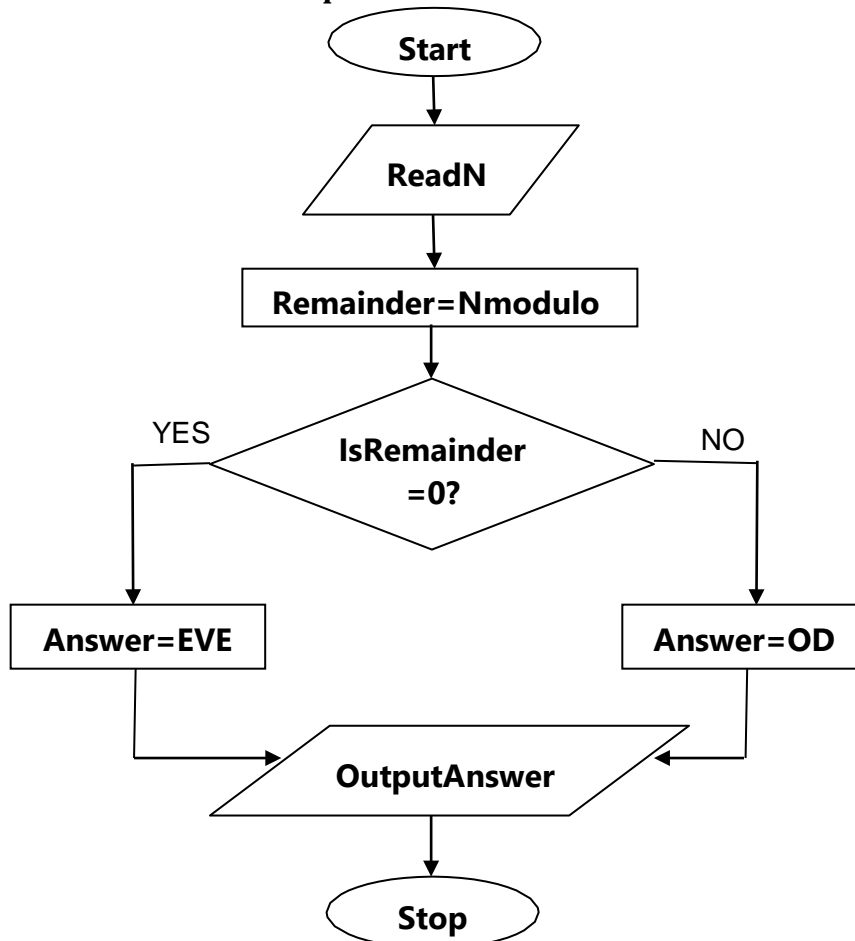 Start
ReadN
Remainder=Nmodulo
YES
NO
IsRemainder
=0?
Answer=EVE
Answer=OD
OutputAnswer
Stop